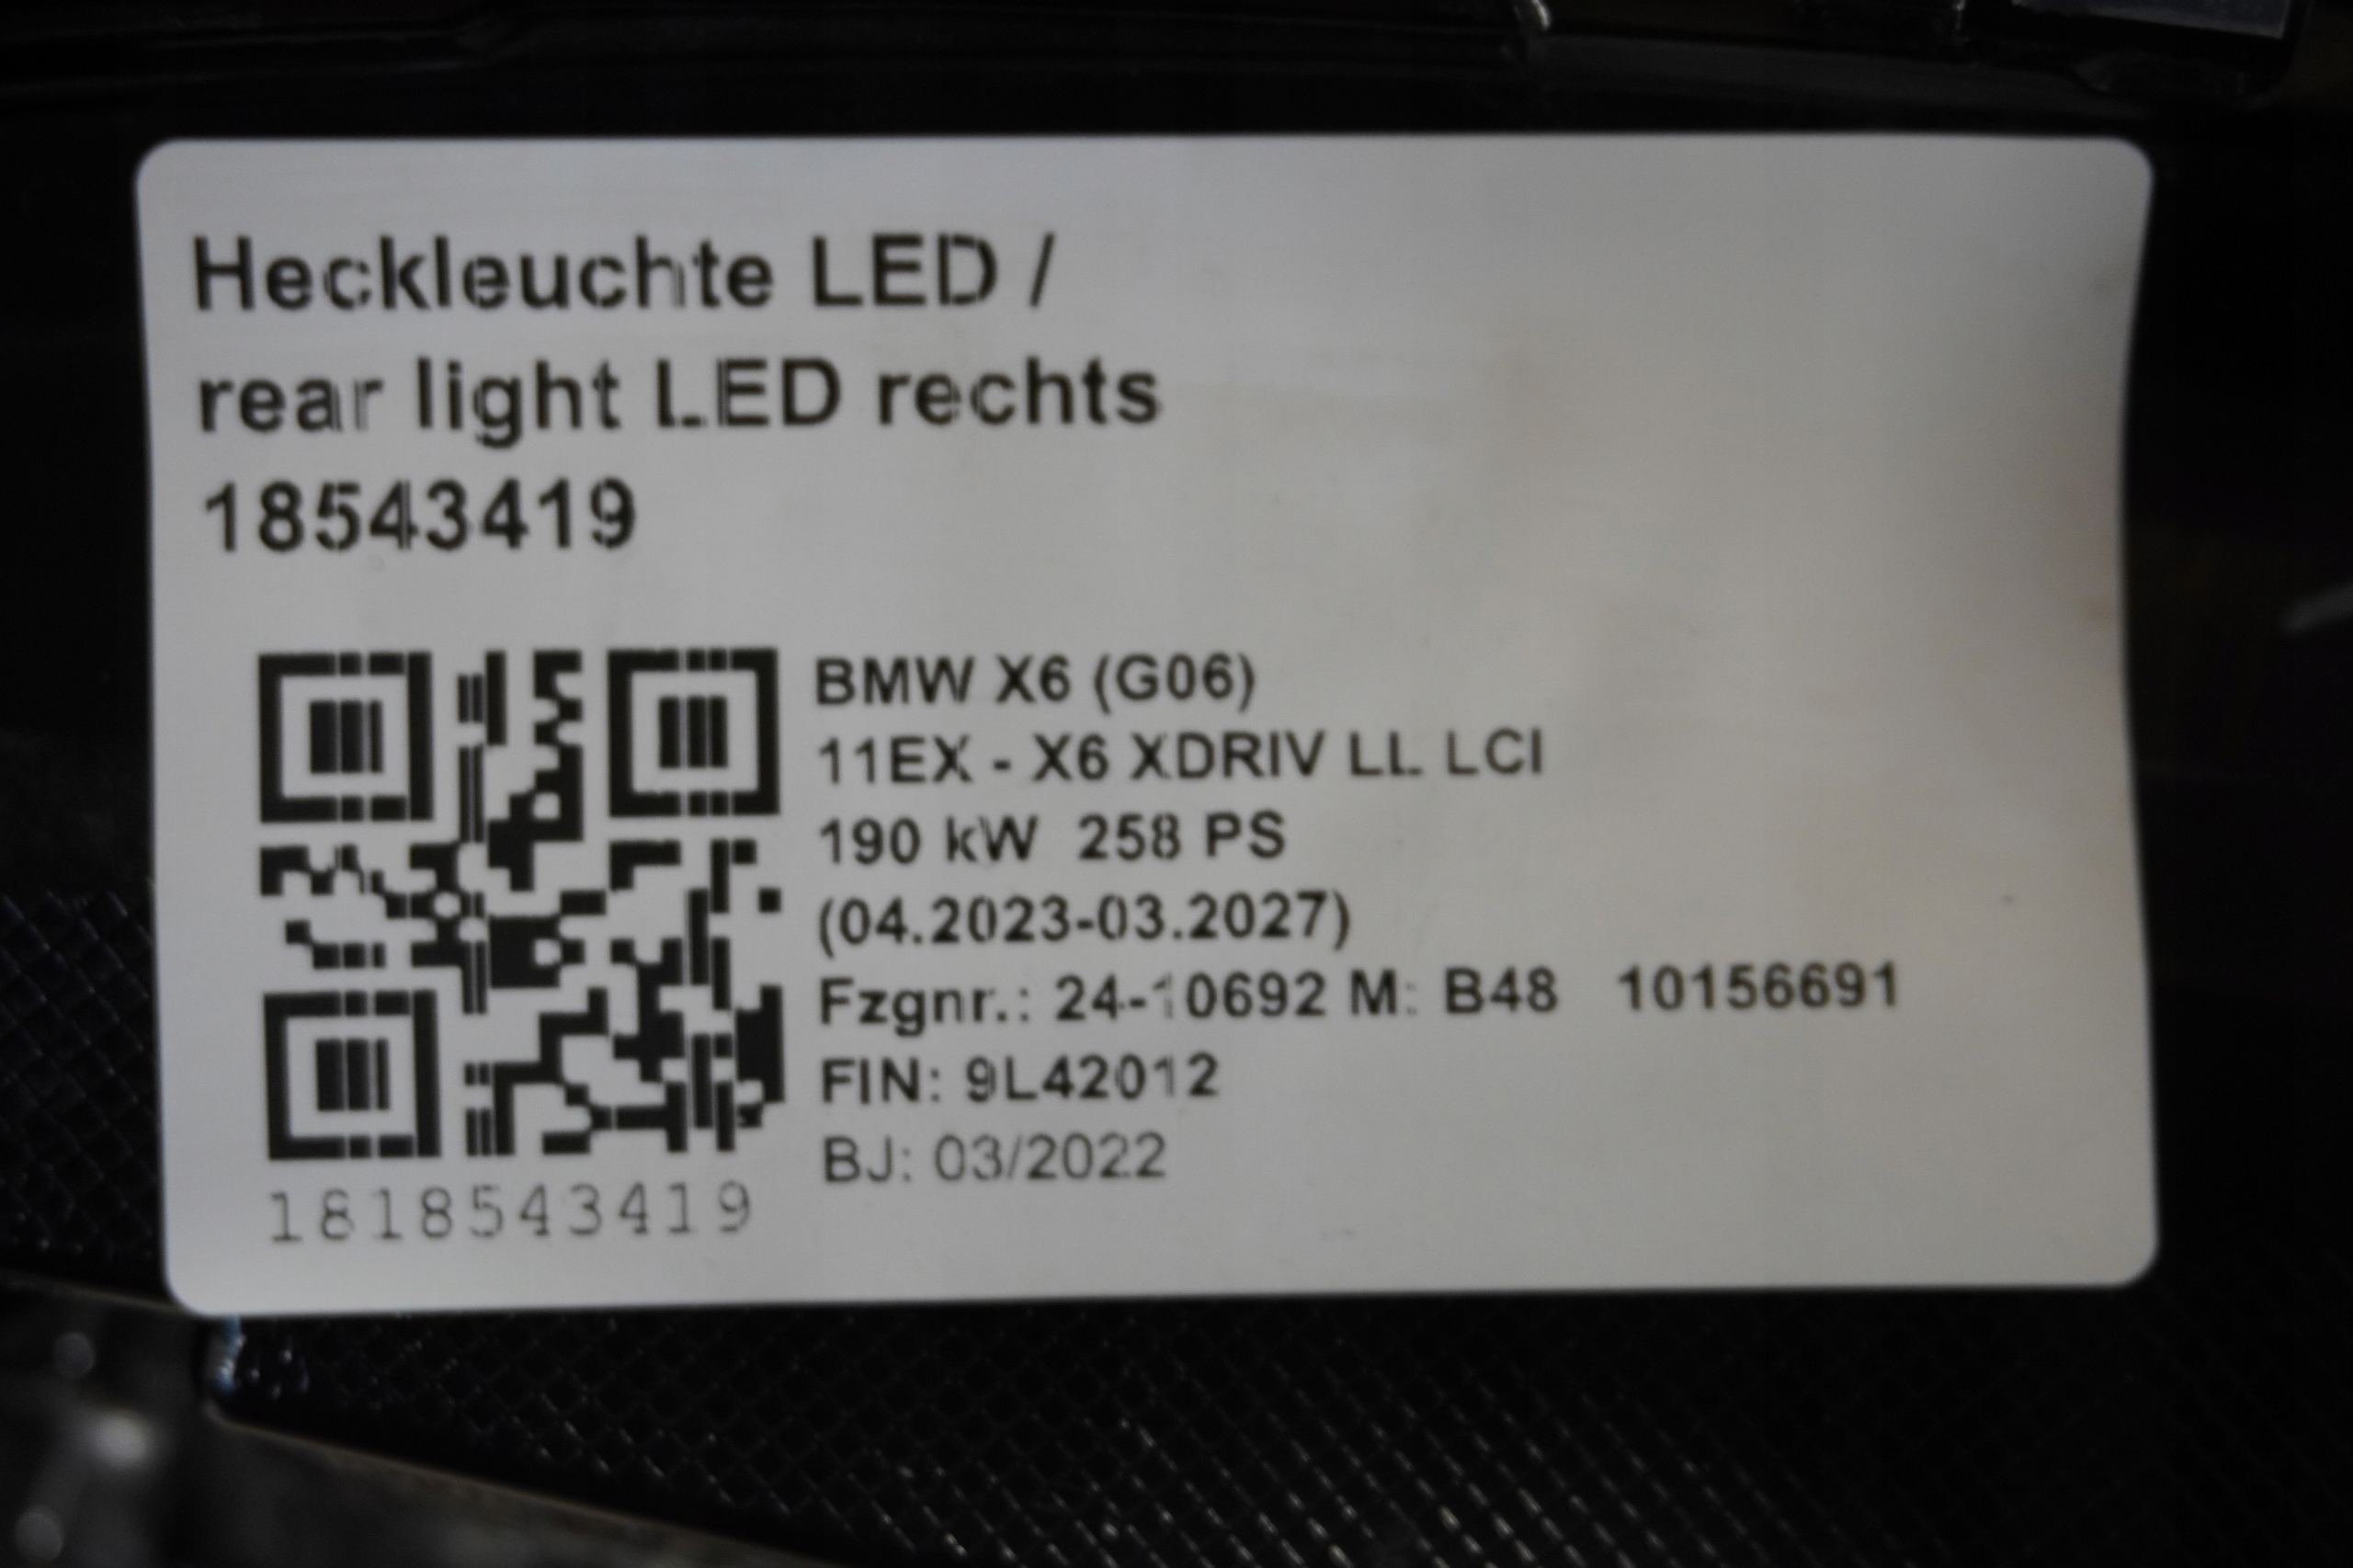 Heckleuchte LED /
rear light LED rechts
18543419
BMW X6 (G06)
11EX - X6 XDRIV LL LCI
190 kW 258 PS
(04.2023-03.2027)
Fzgnr.: 24-10692 M: B48 10156691
FIN: 9L42012
BJ: 03/2022
1818543419